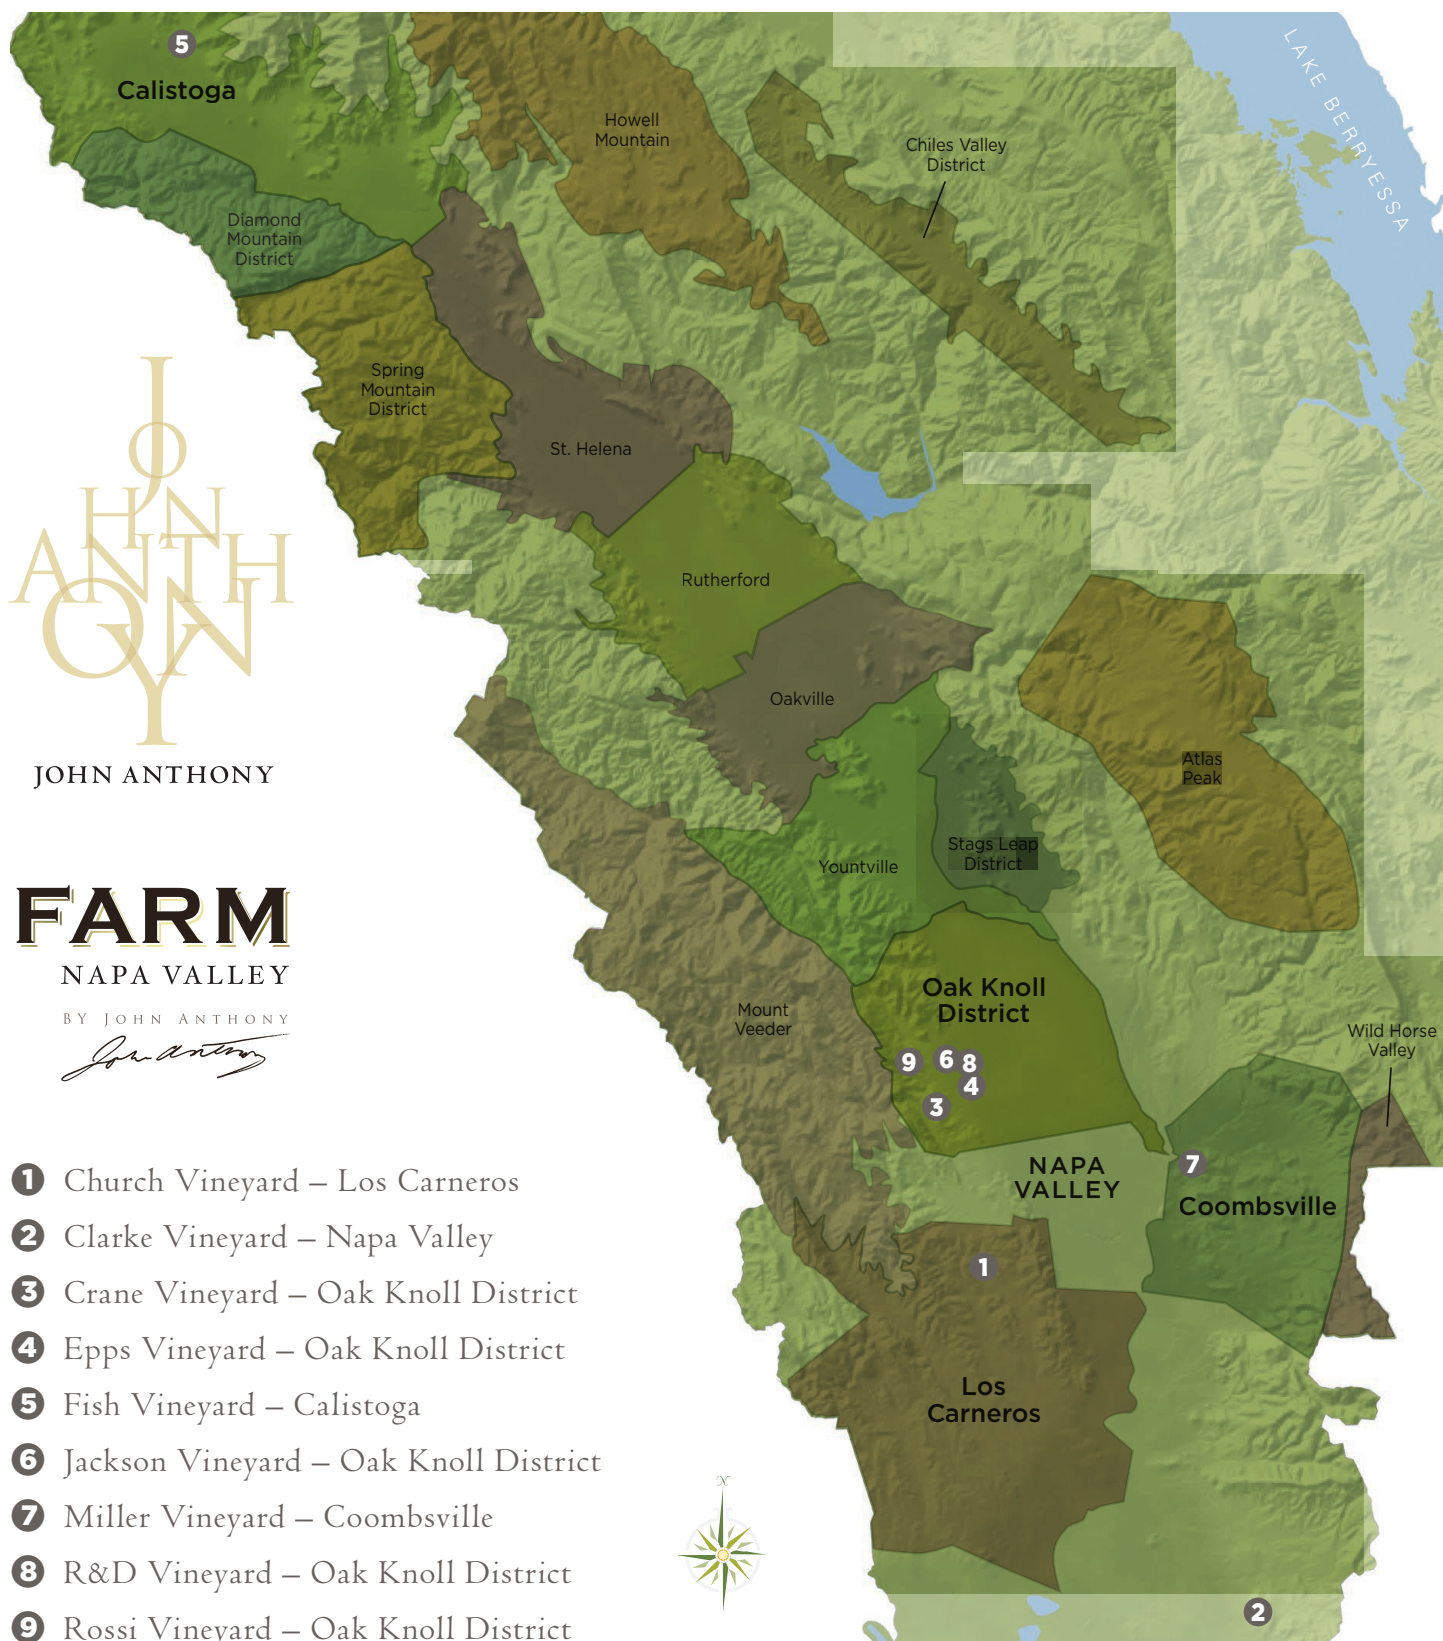 5
Calistoga
Howell
Mountain
Chiles Valley
District
LAKE BERRYESSA
Diamond
Mountain
District
Spring
Mountain
District
St. Helena
Rutherford
Oakville
Atlas
Peak
Yountville
Stags Leap
District
Oak Knoll
District
Mount
Veeder
Wild Horse
Valley
9
6
8
4
3
NAPA
VALLEY
7
Coombsville
1
Los
Carneros
2
N
JOHN
ANTH
ONY
JOHN ANTHONY
FARM
NAPA VALLEY
BY JOHN ANTHONY
John Anthony
1 Church Vineyard – Los Carneros
2 Clarke Vineyard – Napa Valley
3 Crane Vineyard – Oak Knoll District
4 Epps Vineyard – Oak Knoll District
5 Fish Vineyard – Calistoga
6 Jackson Vineyard – Oak Knoll District
7 Miller Vineyard – Coombsville
8 R&D Vineyard – Oak Knoll District
9 Rossi Vineyard – Oak Knoll District